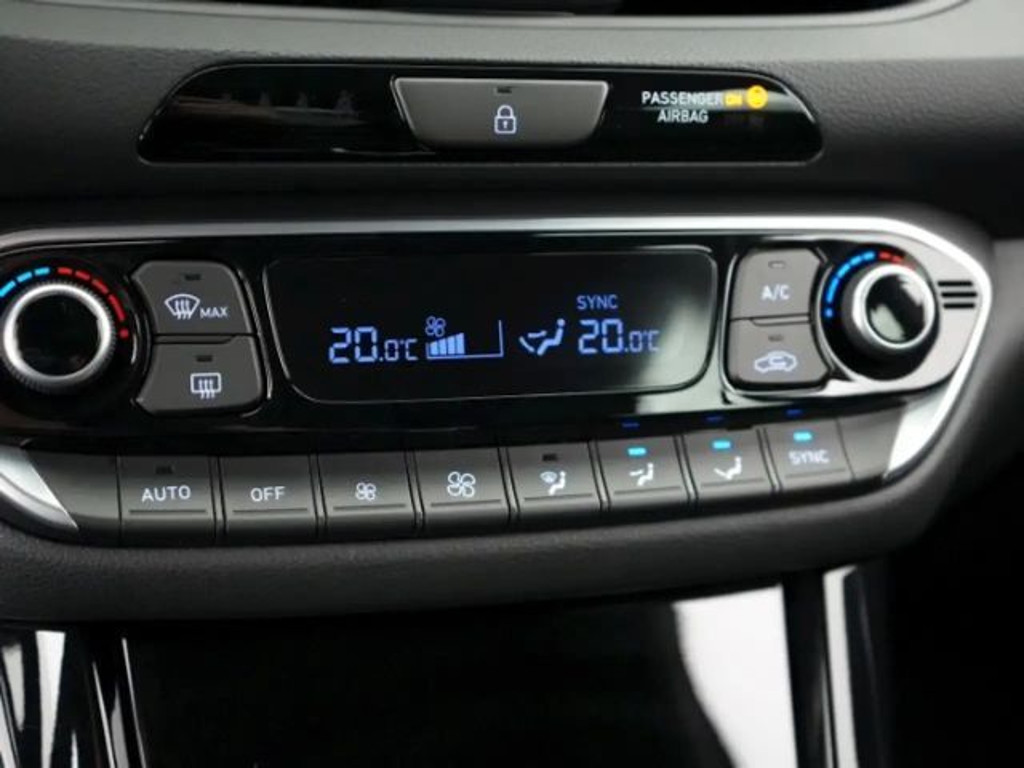 PASSENGER ON
AIRBAG
MAX
SYNC
20.0°C 20.0°C
A/C
AUTO OFF SYNC